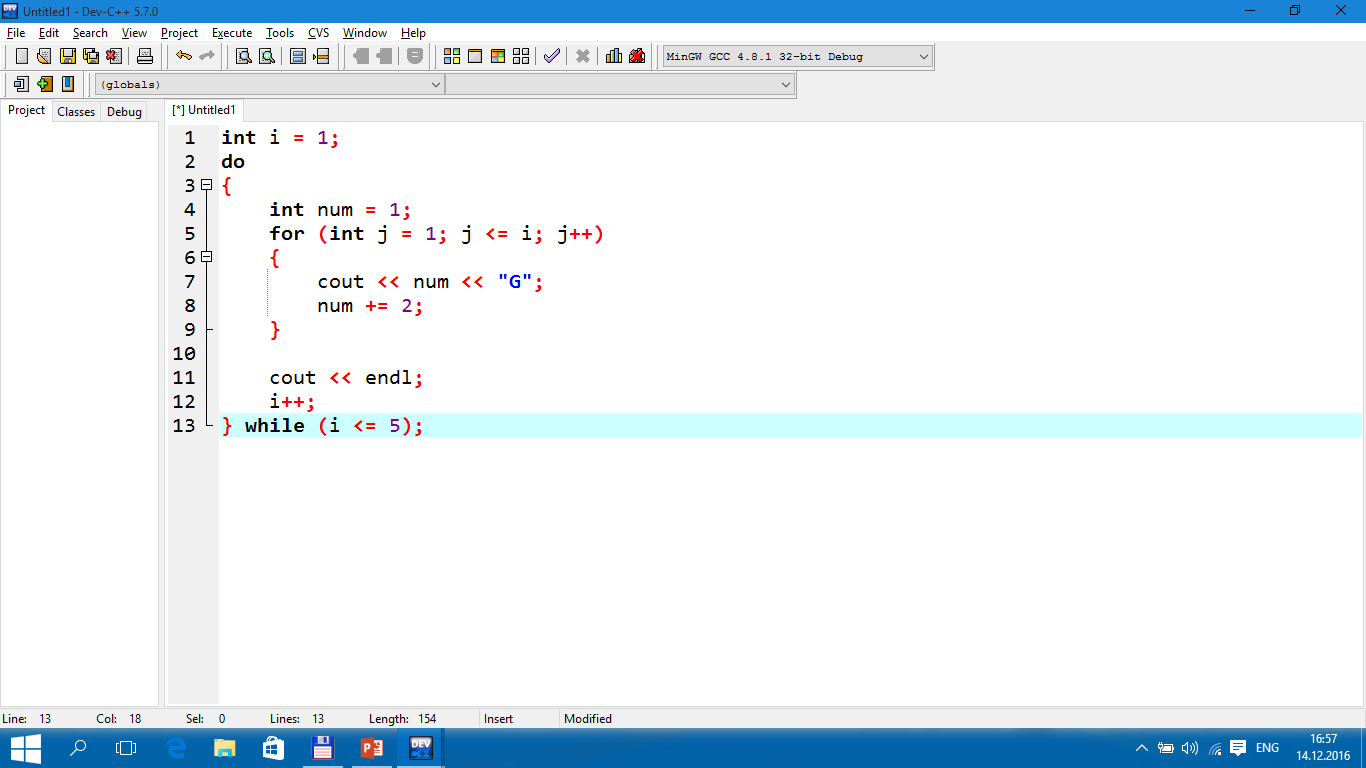 Untitled1 - Dev-C++ 5.7.0
File Edit Search View Project Execute Tools CVS Window Help
MinGW GCC 4.8.1 32-bit Debug
(globals)
Project Classes Debug
[*] Untitled1
1 int i = 1;
2 do
3 {
4     int num = 1;
5     for (int j = 1; j <= i; j++)
6     {
7         cout << num << "G";
8         num += 2;
9     }
10
11     cout << endl;
12     i++;
13 } while (i <= 5);
Line: 13 Col: 18 Sel: 0 Lines: 13 Length: 154 Insert Modified
DEV C++
ENG
16:57
14.12.2016